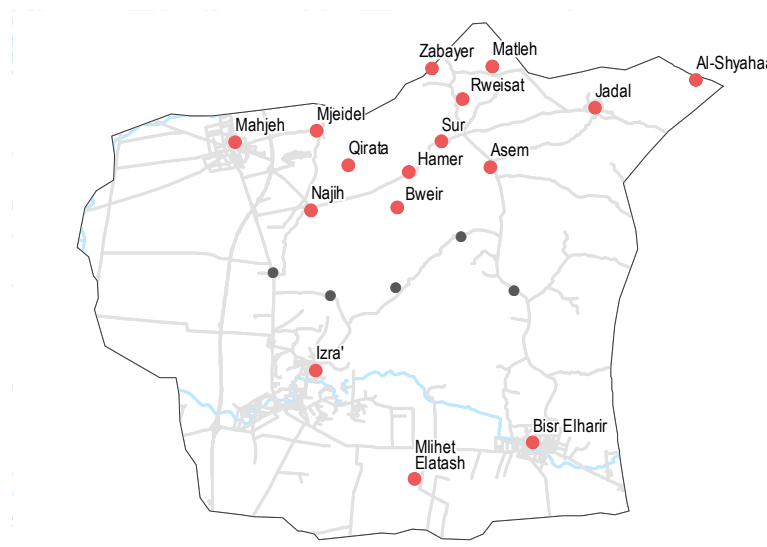 Zabayer
Matleh
Al-Shyahaa
Rweisat
Jadal
Mjeidel
Mahjeh
Sur
Qirata
Hamer
Asem
Najih
Bweir
Izra'
Bisr Elharir
Mlihet
Elatash